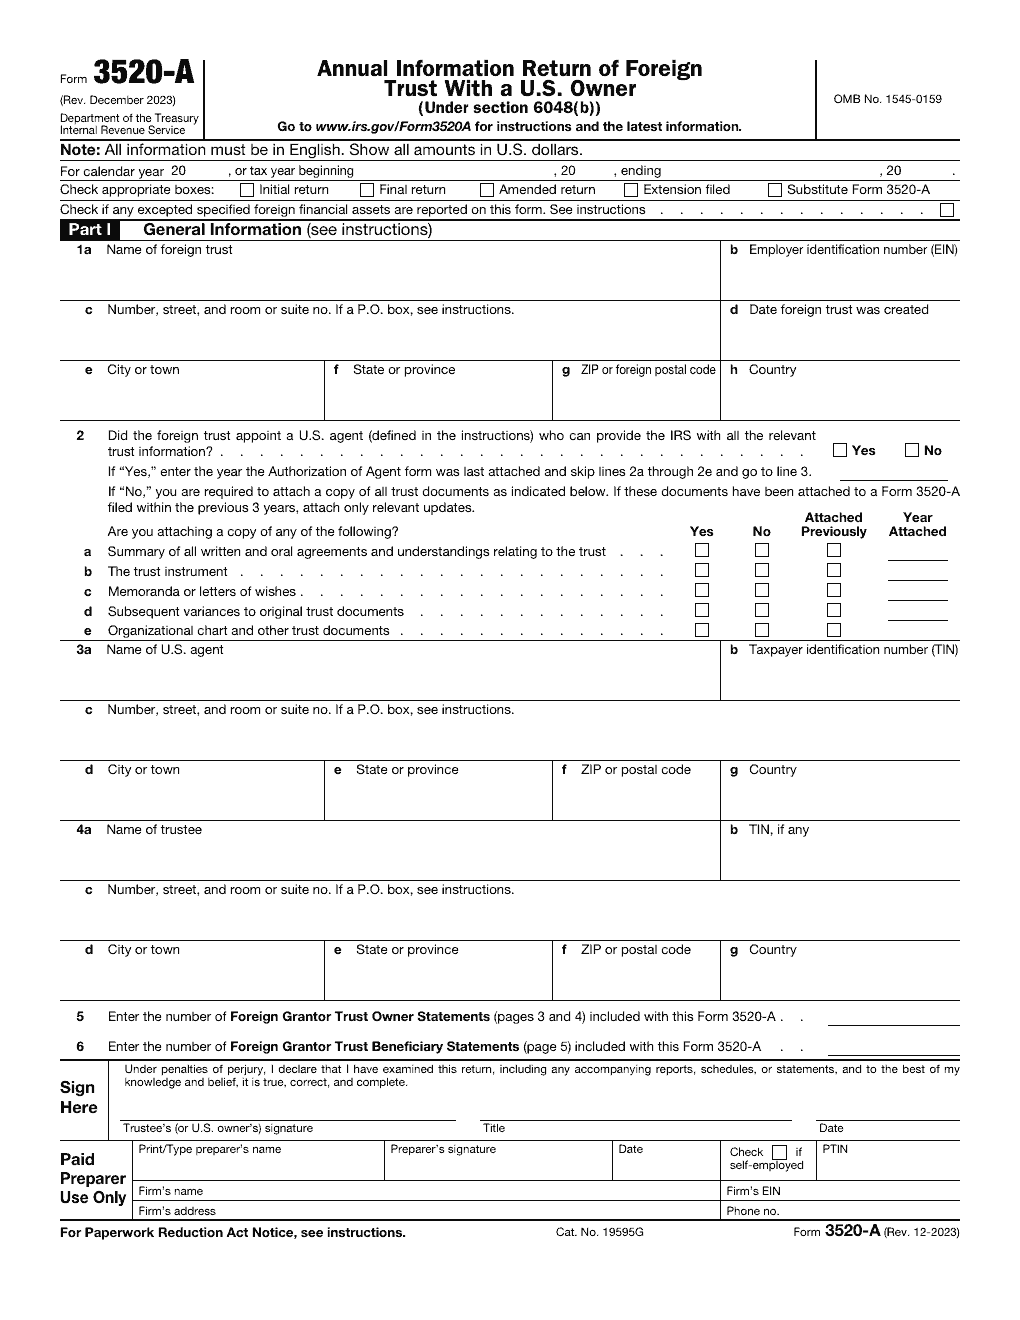 Form 3520-A
(Rev. December 2023)
Department of the Treasury
Internal Revenue Service
Annual Information Return of Foreign
Trust With a U.S. Owner
(Under section 6048(b))
Go to www.irs.gov/Form3520A for instructions and the latest information.
OMB No. 1545-0159
Note: All information must be in English. Show all amounts in U.S. dollars.
For calendar year 20 , or tax year beginning , 20 , ending , 20 .
Check appropriate boxes: Initial return Final return Amended return Extension filed Substitute Form 3520-A
Check if any excepted specified foreign financial assets are reported on this form. See instructions . . . . . . . . . . . . . .
Part I General Information (see instructions)
1a Name of foreign trust
b Employer identification number (EIN)
c Number, street, and room or suite no. If a P.O. box, see instructions.
d Date foreign trust was created
e City or town
f State or province
g ZIP or foreign postal code
h Country
2 Did the foreign trust appoint a U.S. agent (defined in the instructions) who can provide the IRS with all the relevant
trust information? . . . . . . . . . . . . . . . . . . . . . . . . . . . . . . Yes No
If “Yes,” enter the year the Authorization of Agent form was last attached and skip lines 2a through 2e and go to line 3.
If “No,” you are required to attach a copy of all trust documents as indicated below. If these documents have been attached to a Form 3520-A
filed within the previous 3 years, attach only relevant updates.
Are you attaching a copy of any of the following? Yes No Attached Previously Year Attached
a Summary of all written and oral agreements and understandings relating to the trust . . .
b The trust instrument . . . . . . . . . . . . . . . . . . . . . .
c Memoranda or letters of wishes . . . . . . . . . . . . . . . . . . .
d Subsequent variances to original trust documents . . . . . . . . . . . . .
e Organizational chart and other trust documents . . . . . . . . . . . . . .
3a Name of U.S. agent
b Taxpayer identification number (TIN)
c Number, street, and room or suite no. If a P.O. box, see instructions.
d City or town
e State or province
f ZIP or postal code
g Country
4a Name of trustee
b TIN, if any
c Number, street, and room or suite no. If a P.O. box, see instructions.
d City or town
e State or province
f ZIP or postal code
g Country
5 Enter the number of Foreign Grantor Trust Owner Statements (pages 3 and 4) included with this Form 3520-A . .
6 Enter the number of Foreign Grantor Trust Beneficiary Statements (page 5) included with this Form 3520-A . .
Sign
Here
Under penalties of perjury, I declare that I have examined this return, including any accompanying reports, schedules, or statements, and to the best of my
knowledge and belief, it is true, correct, and complete.
Trustee’s (or U.S. owner’s) signature
Title
Date
Paid
Preparer
Use Only
Print/Type preparer’s name
Preparer’s signature
Date
Check if
self-employed
PTIN
Firm’s name
Firm’s EIN
Firm’s address
Phone no.
For Paperwork Reduction Act Notice, see instructions.
Cat. No. 19595G
Form 3520-A (Rev. 12-2023)